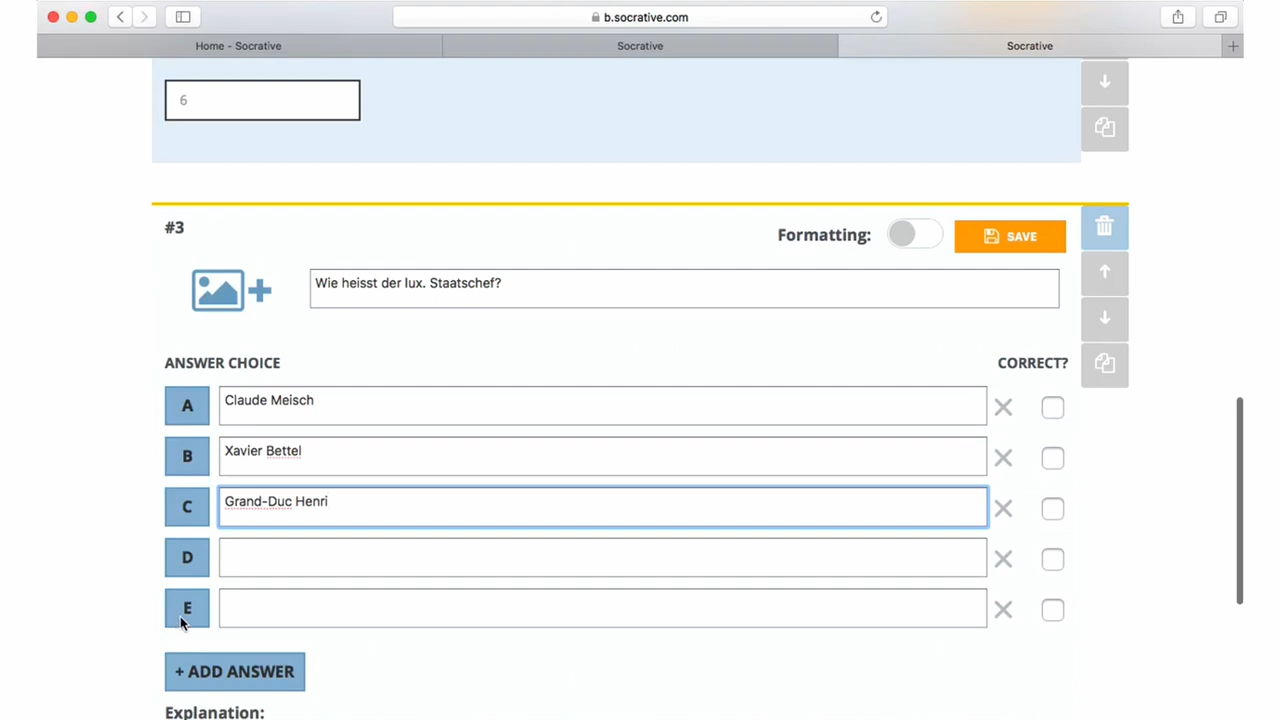 b.socrative.com
Home - Socrative
Socrative
Socrative
6
#3
Formatting:
SAVE
Wie heisst der lux. Staatschef?
ANSWER CHOICE
CORRECT?
A
Claude Meisch
B
Xavier Bettel
C
Grand-Duc Henri
D
E
+ ADD ANSWER
Explanation: